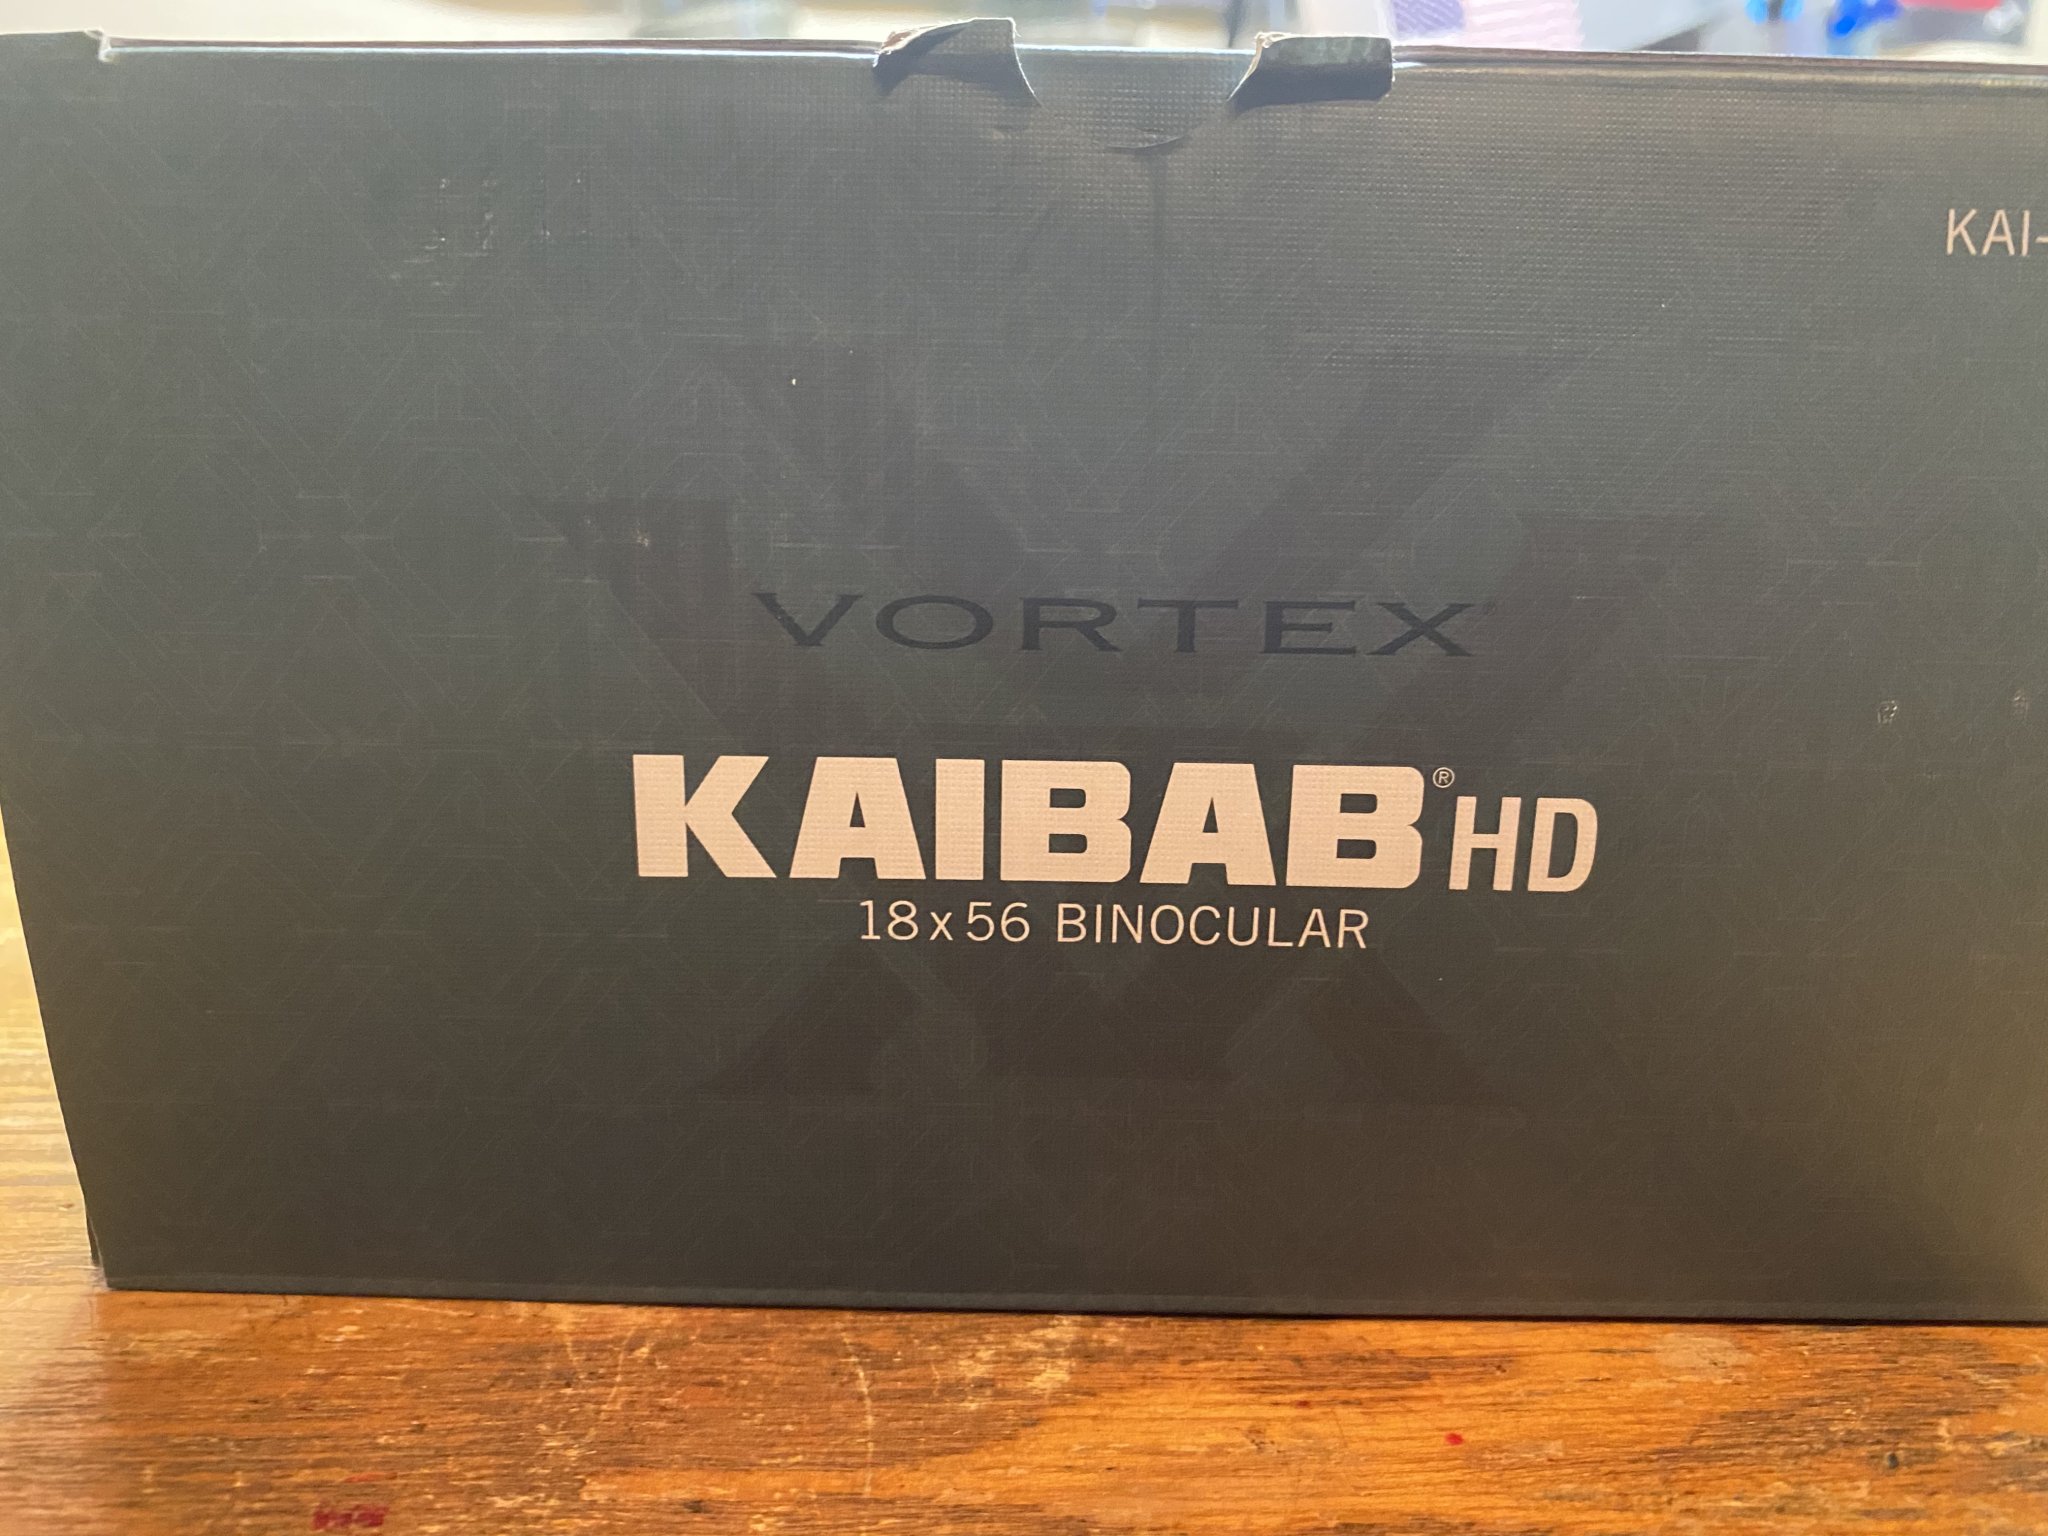 KAI-
VORTEX
KAIBAB® HD
18x56 BINOCULAR